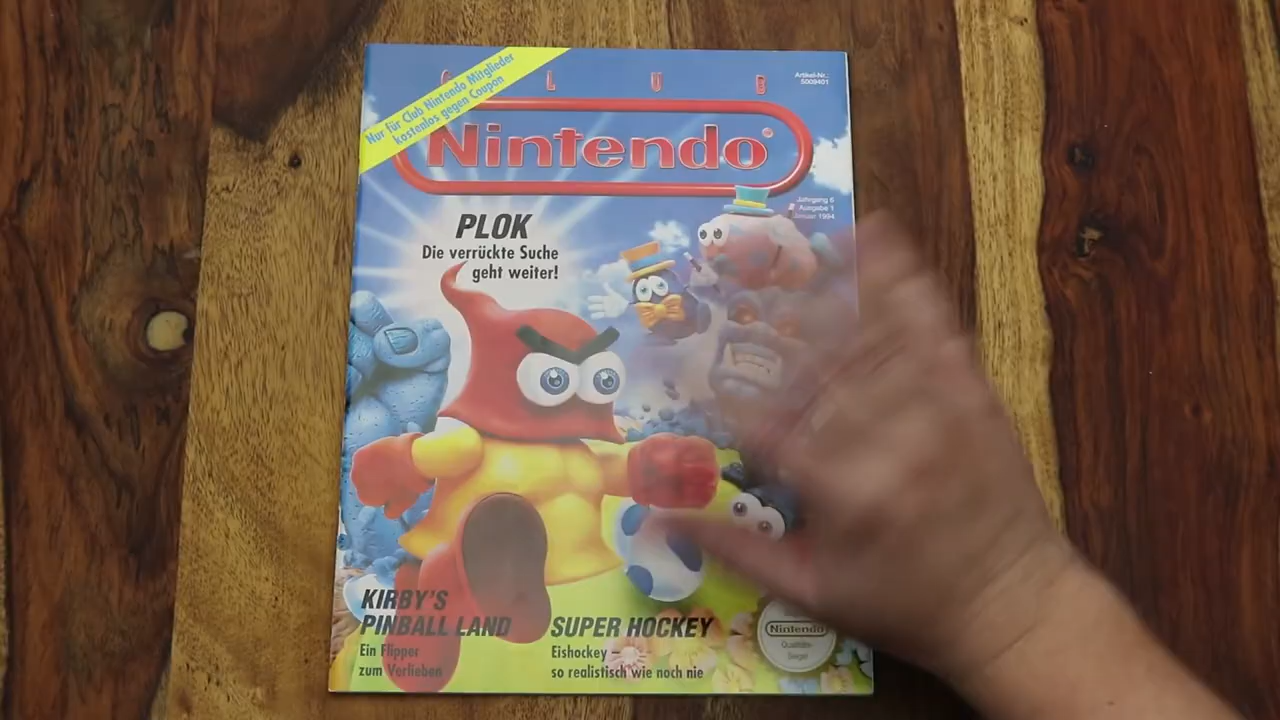 Nur für Club Nintendo Mitglieder
kostenlos gegen Coupon
CLUB
Artikel-Nr.:
5009401
Nintendo®
Jahrgang 6
Ausgabe 1
Januar 1994
PLOK
Die verrückte Suche
geht weiter!
KIRBY'S
PINBALL LAND
Ein Flipper
zum Verlieben
SUPER HOCKEY
Eishockey –
so realistisch wie noch nie
Nintendo
Qualitäts-
Siegel